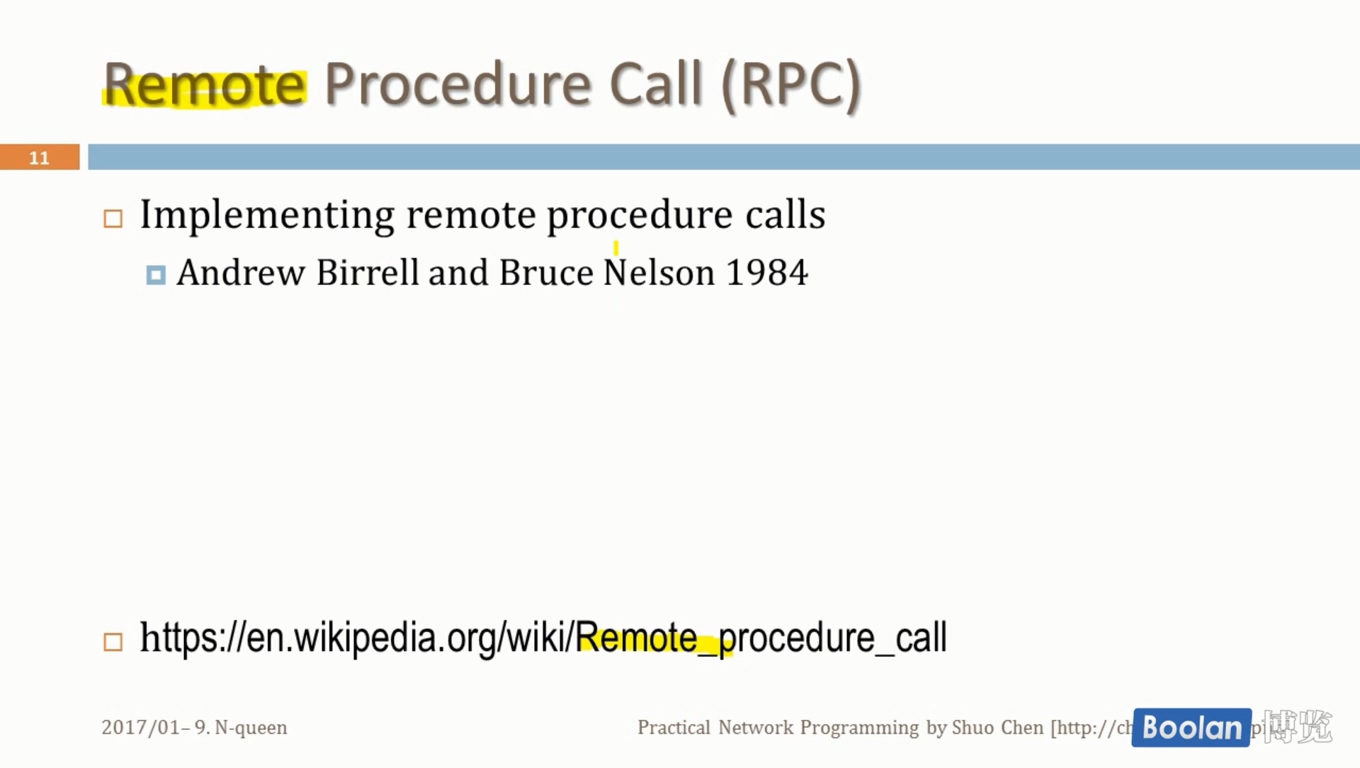 Remote Procedure Call (RPC)
11
Implementing remote procedure calls
Andrew Birrell and Bruce Nelson 1984
https://en.wikipedia.org/wiki/Remote_procedure_call
2017/01– 9. N-queen
Practical Network Programming by Shuo Chen [http://ch
Boolan 博览